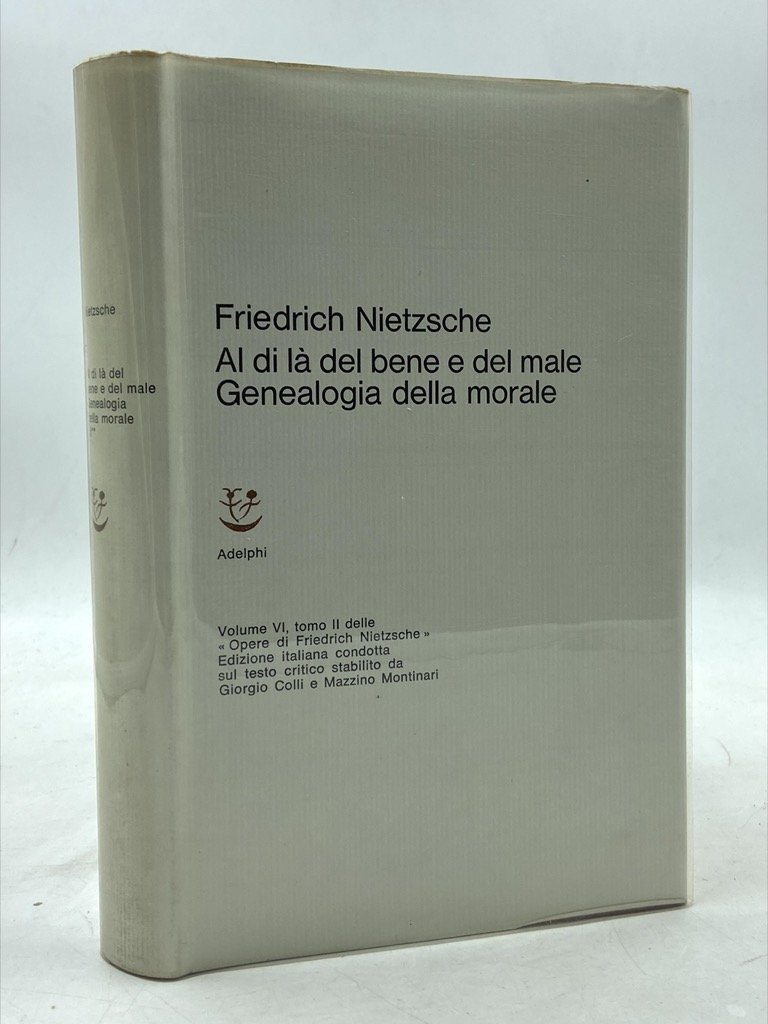 Friedrich Nietzsche
Al di là del bene e del male
Genealogia della morale
Adelphi
Volume VI, tomo II delle
« Opere di Friedrich Nietzsche »
Edizione italiana condotta
sul testo critico stabilito da
Giorgio Colli e Mazzino Montinari
Nietzsche
di là del
bene e del male
Genealogia
della morale